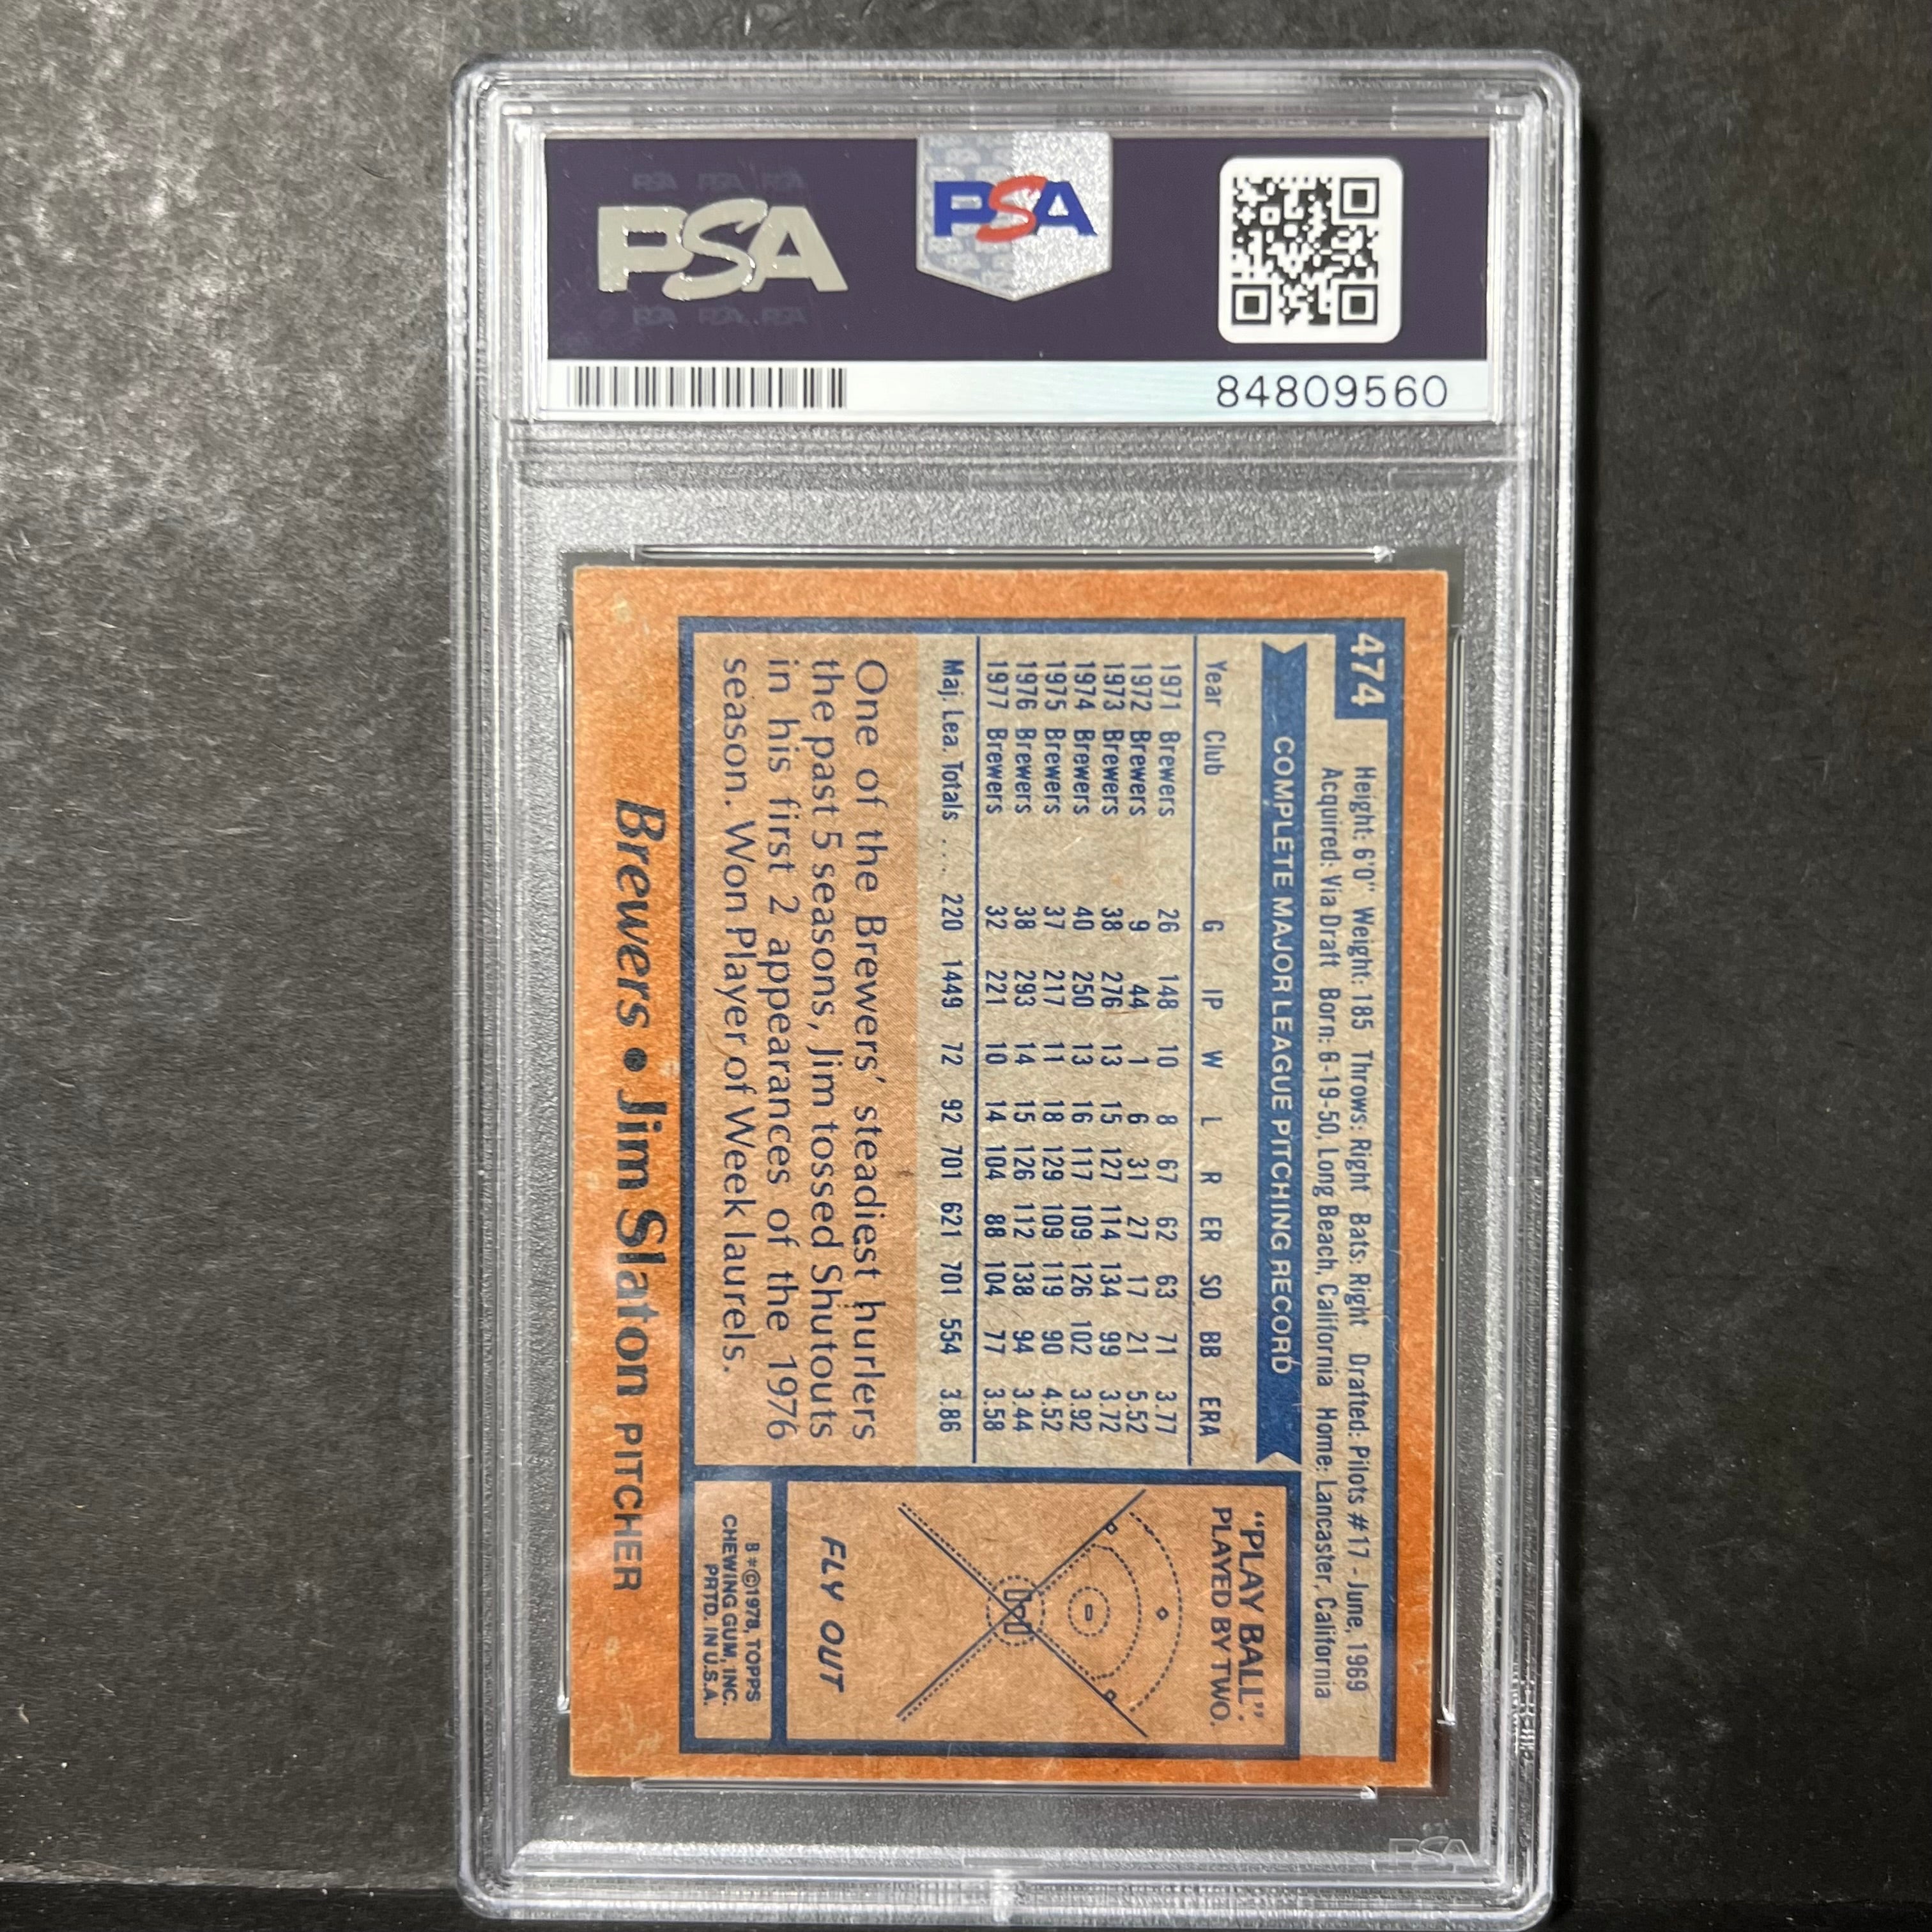 PSA PSA PSA
PSA
PSA PSA PSA
PSA
84809560
474
Height: 6'0" Weight: 185 Throws: Right Bats: Right Drafted: Pilots #17 - June, 1969
Acquired: Via Draft Born: 6-19-50, Long Beach, California Home: Lancaster, California
COMPLETE MAJOR LEAGUE PITCHING RECORD
Year Club G IP W L R ER SO BB ERA
1971 Brewers 26 148 10 8 67 62 63 71 3.77
1972 Brewers 9 44 1 6 31 27 17 21 5.52
1973 Brewers 38 276 13 15 127 114 134 99 3.72
1974 Brewers 40 250 13 16 117 109 126 102 3.92
1975 Brewers 37 217 11 18 129 109 119 90 4.52
1976 Brewers 38 293 14 15 126 112 138 94 3.44
1977 Brewers 32 221 10 14 104 88 104 77 3.58
Maj. Lea. Totals .... 220 1449 72 92 701 621 701 554 3.86
One of the Brewers' steadiest hurlers
the past 5 seasons, Jim tossed Shutouts
in his first 2 appearances of the 1976
season. Won Player of Week laurels.
"PLAY BALL":
PLAYED BY TWO.
FLY OUT
B*©1978, TOPPS
CHEWING GUM, INC.
PRTD. IN U.S.A.
Brewers • Jim Slaton PITCHER
PSA